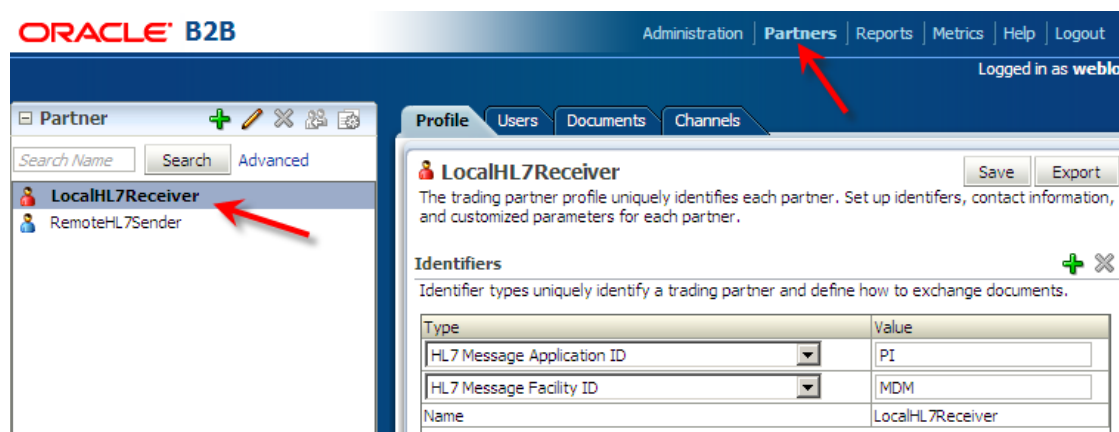 ORACLE B2B
Administration Partners Reports Metrics Help Logout
Logged in as weblo
Partner
Search Name Search Advanced
LocalHL7Receiver
RemoteHL7Sender
Profile Users Documents Channels
LocalHL7Receiver Save Export
The trading partner profile uniquely identifies each partner. Set up identifers, contact information,
and customized parameters for each partner.
Identifiers
Identifier types uniquely identify a trading partner and define how to exchange documents.
Type Value
HL7 Message Application ID PI
HL7 Message Facility ID MDM
Name LocalHL7Receiver